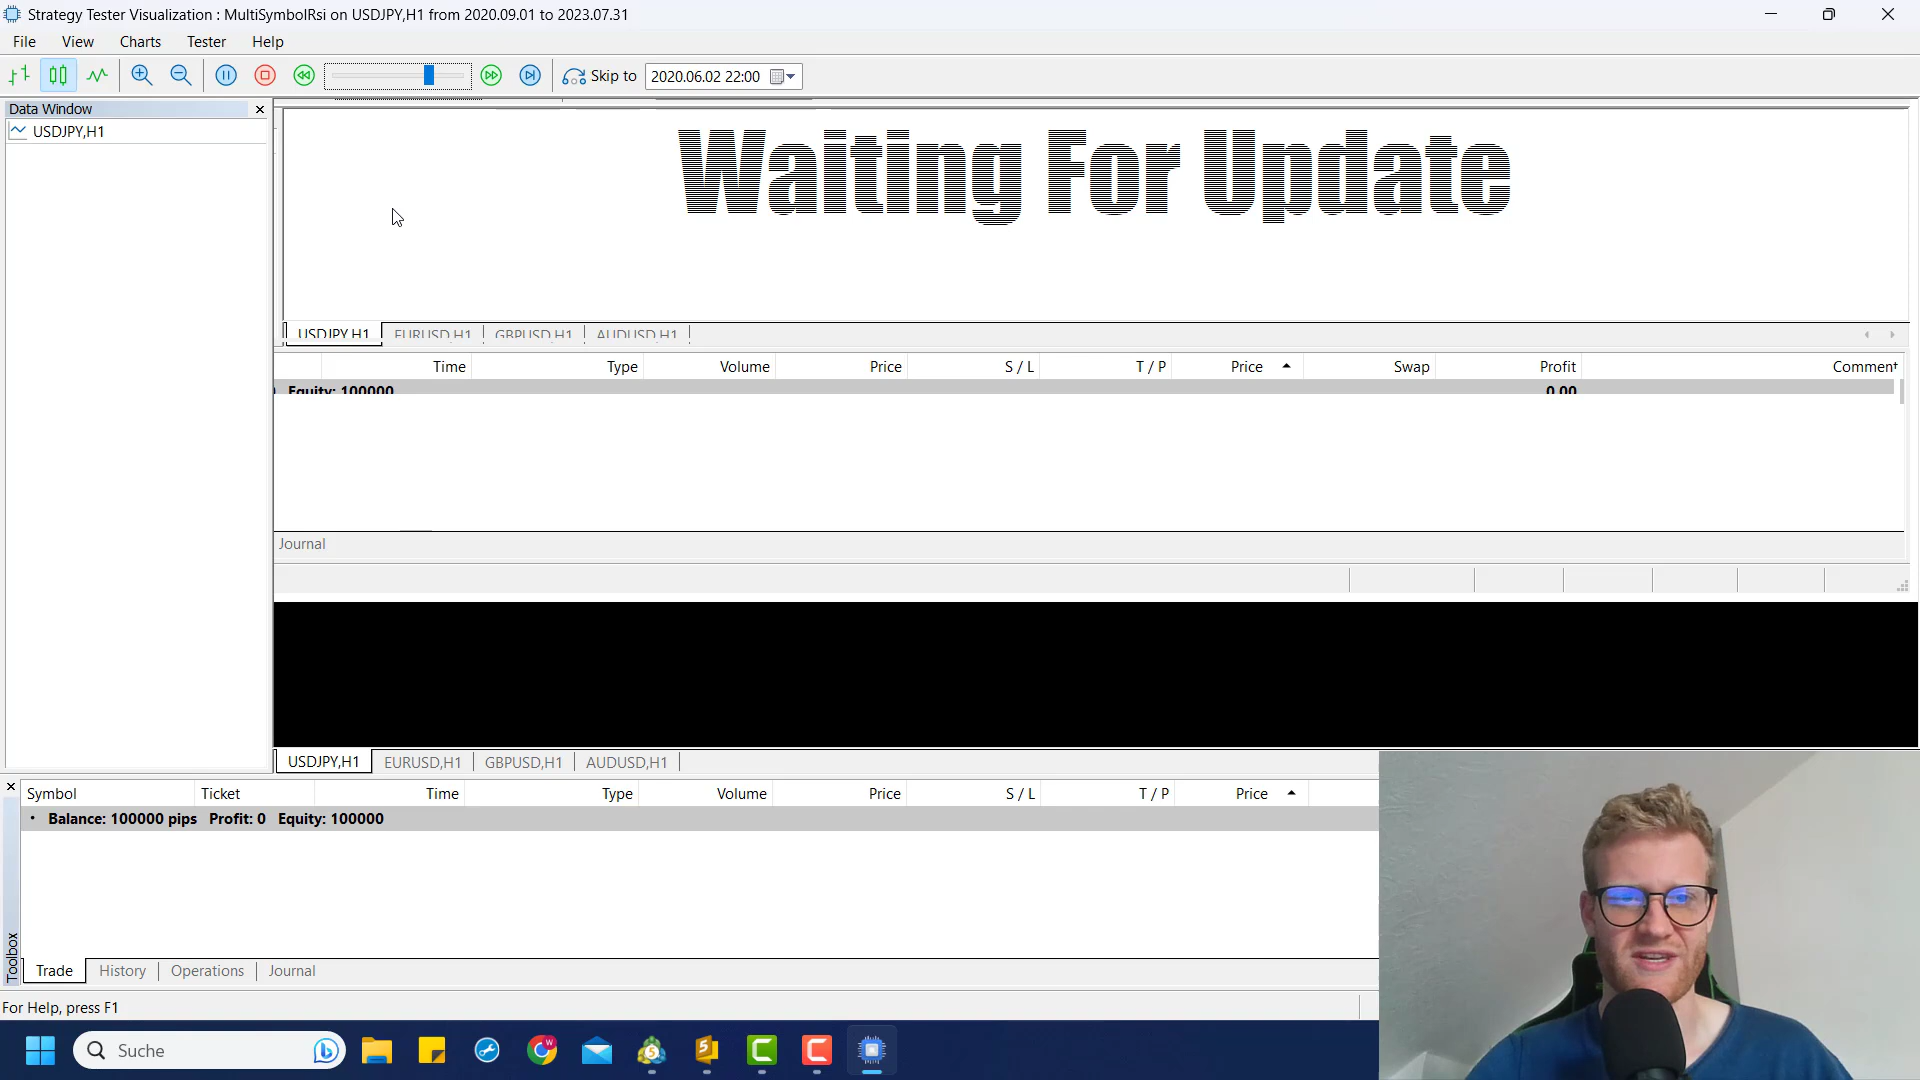 Strategy Tester Visualization : MultiSymbolRsi on USDJPY,H1 from 2020.09.01 to 2023.07.31
File View Charts Tester Help
Skip to 2020.06.02 22:00
Data Window
USDJPY,H1
Waiting For Update
USDJPY,H1 EURUSD,H1 GBPUSD,H1 AUDUSD,H1
Time Type Volume Price S / L T / P Price Swap Profit Comment
Equity: 100000 0.00
Journal
USDJPY,H1 EURUSD,H1 GBPUSD,H1 AUDUSD,H1
Symbol Ticket Time Type Volume Price S / L T / P Price
Balance: 100000 pips Profit: 0 Equity: 100000
Toolbox
Trade History Operations Journal
For Help, press F1
Suche